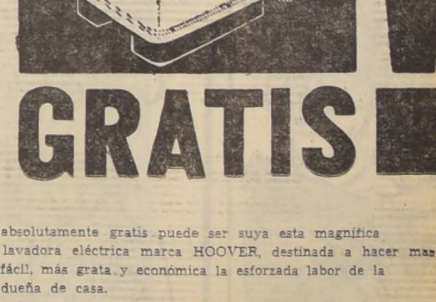 GRATIS
absolutamente gratis puede ser suya esta magnífica
lavadora eléctrica marca HOOVER, destinada a hacer mas
fácil, más grata y económica la esforzada labor de la
dueña de casa.